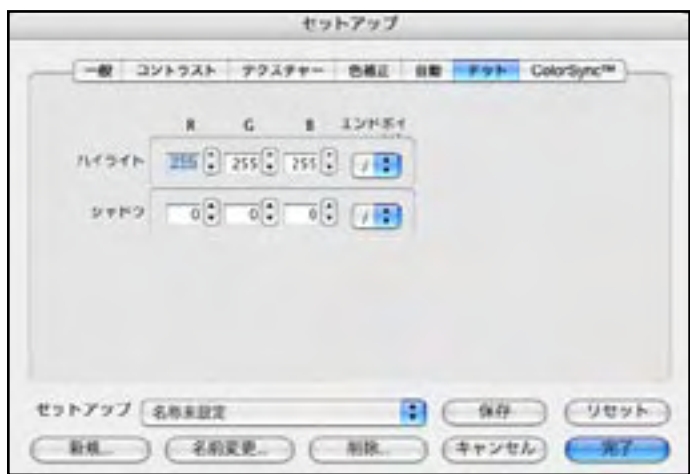 セットアップ
一般 コントラスト テクスチャー 色補正 自動 ドット ColorSync™
R G B エンドポイ
ハイライト 255 255 255
シャドウ 0 0 0
セットアップ 名称未設定 保存 リセット
新規... 名前変更... 削除... キャンセル 完了